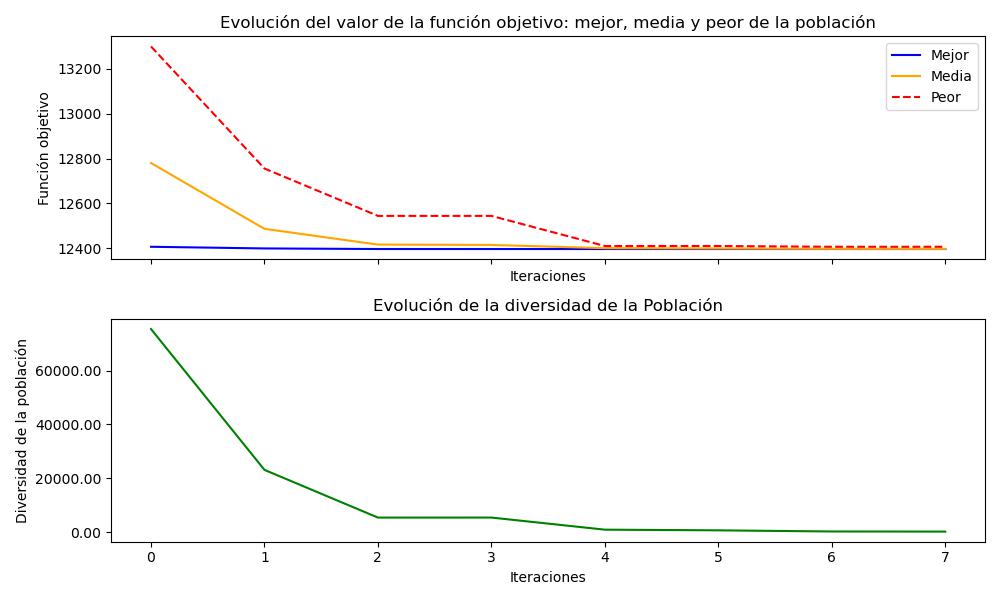 Evolución del valor de la función objetivo: mejor, media y peor de la población
Función objetivo
13200
13000
12800
12600
12400
Mejor
Media
Peor
Iteraciones
Evolución de la diversidad de la Población
Diversidad de la población
60000.00
40000.00
20000.00
0.00
0 1 2 3 4 5 6 7
Iteraciones